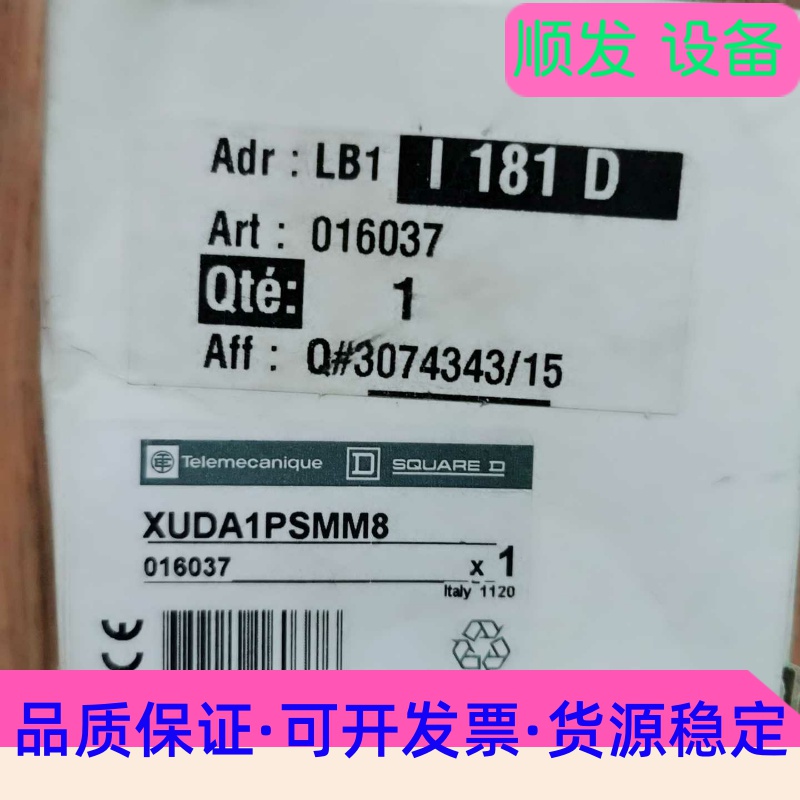 顺发 设备
Adr : LB1 I 181 D
Art : 016037
Qté: 1
Aff : Q#3074343/15
Telemecanique SQUARE D
XUDA1PSMM8
016037 x 1
Italy 1120
CE
品质保证·可开发票·货源稳定